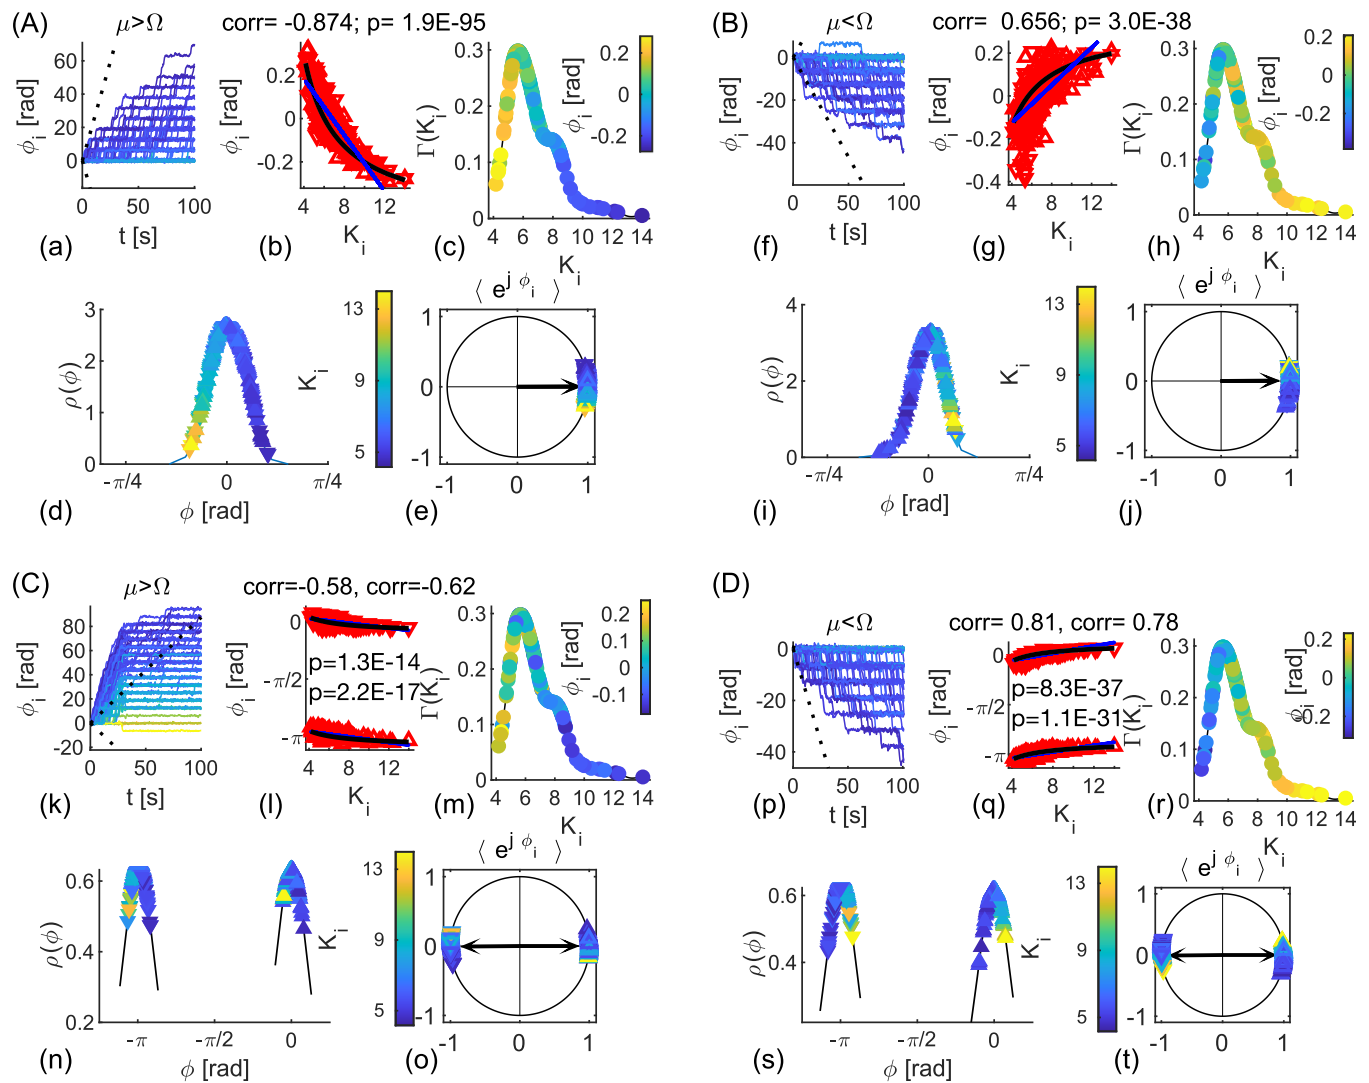 (A)
μ>Ω
corr= -0.874; p= 1.9E-95
ϕi [rad]
60
40
20
0
0 50 100
t [s]
(a)
ϕi [rad]
0.2
0
-0.2
4 8 12
Ki
(b)
Γ(Ki)
0.3
0.2
0.1
0
4 6 8 10 12 14
Ki
(c)
ϕi [rad]
0.2
0
-0.2
ρ(ϕ)
3
2
1
0
-π/4 0 π/4
ϕ [rad]
(d)
Ki
13
9
5
⟨ e^j ϕi ⟩
1
0
-1
-1 0 1
(e)
(B)
μ<Ω
corr= 0.656; p= 3.0E-38
ϕi [rad]
0
-20
-40
0 50 100
t [s]
(f)
ϕi [rad]
0.2
0
-0.2
-0.4
4 8 12
Ki
(g)
Γ(Ki)
0.3
0.2
0.1
0
4 6 8 10 12 14
Ki
(h)
ϕi [rad]
0.2
0
-0.2
ρ(ϕ)
4
2
0
-π/4 0 π/4
ϕ [rad]
(i)
Ki
13
9
5
⟨ e^j ϕi ⟩
1
0
-1
-1 0 1
(j)
(C)
μ>Ω
corr=-0.58, corr=-0.62
ϕi [rad]
80
60
40
20
0
-20
0 50 100
t [s]
(k)
ϕi [rad]
0
-π/2
-π
p=1.3E-14
p=2.2E-17
4 8 12
Ki
(l)
Γ(Ki)
0.3
0.2
0.1
0
4 6 8 10 12 14
Ki
(m)
ϕi [rad]
0.2
0.1
0
-0.1
ρ(ϕ)
0.6
0.4
0.2
-π -π/2 0
ϕ [rad]
(n)
Ki
13
9
5
⟨ e^j ϕi ⟩
1
0
-1
-1 0 1
(o)
(D)
μ<Ω
corr= 0.81, corr= 0.78
ϕi [rad]
0
-20
-40
0 50 100
t [s]
(p)
ϕi [rad]
0
-π/2
-π
p=8.3E-37
p=1.1E-31
4 8 12
Ki
(q)
Γ(Ki)
0.3
0.2
0.1
0
4 6 8 10 12 14
Ki
(r)
ϕi [rad]
0.2
0
-0.2
ρ(ϕ)
0.6
0.4
-π -π/2 0
ϕ [rad]
(s)
Ki
13
9
5
⟨ e^j ϕi ⟩
1
0
-1
-1 0 1
(t)